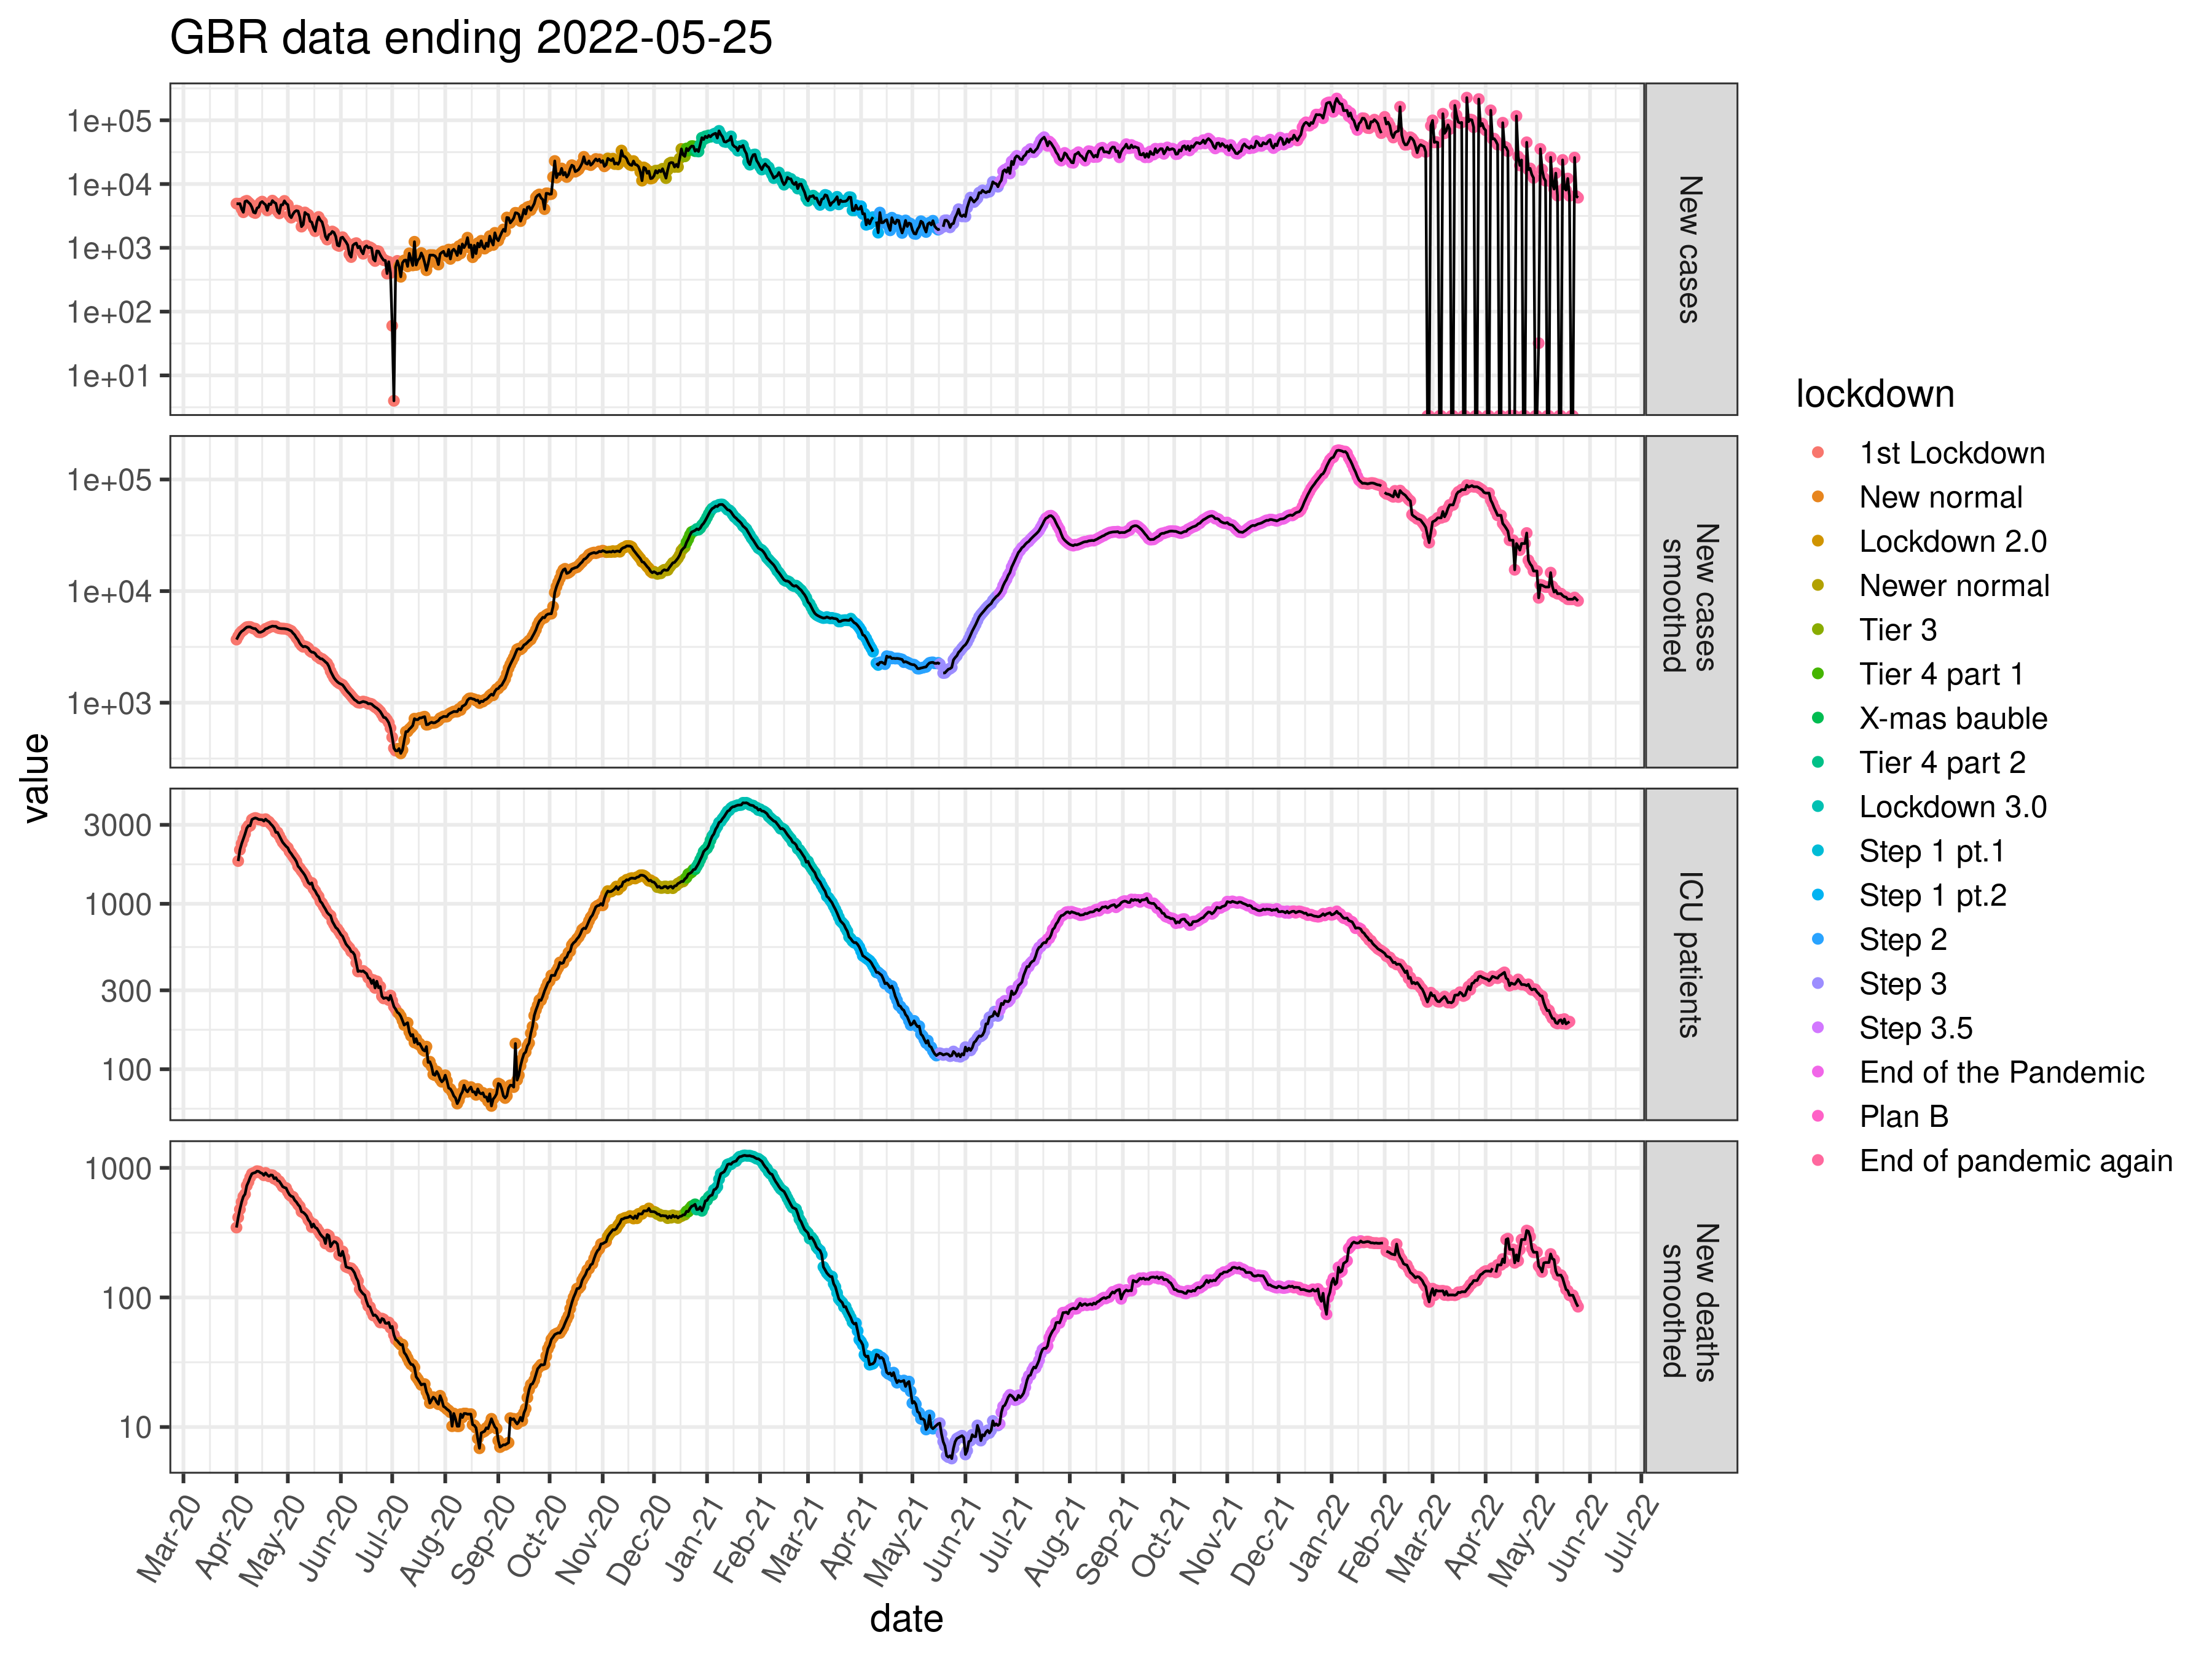 GBR data ending 2022-05-25
1e+05
1e+04
1e+03
1e+02
1e+01
New cases
1e+05
1e+04
1e+03
New cases
smoothed
3000
1000
300
100
ICU patients
1000
100
10
New deaths
smoothed
value
Mar-20
Apr-20
May-20
Jun-20
Jul-20
Aug-20
Sep-20
Oct-20
Nov-20
Dec-20
Jan-21
Feb-21
Mar-21
Apr-21
May-21
Jun-21
Jul-21
Aug-21
Sep-21
Oct-21
Nov-21
Dec-21
Jan-22
Feb-22
Mar-22
Apr-22
May-22
Jun-22
Jul-22
date
lockdown
1st Lockdown
New normal
Lockdown 2.0
Newer normal
Tier 3
Tier 4 part 1
X-mas bauble
Tier 4 part 2
Lockdown 3.0
Step 1 pt.1
Step 1 pt.2
Step 2
Step 3
Step 3.5
End of the Pandemic
Plan B
End of pandemic again